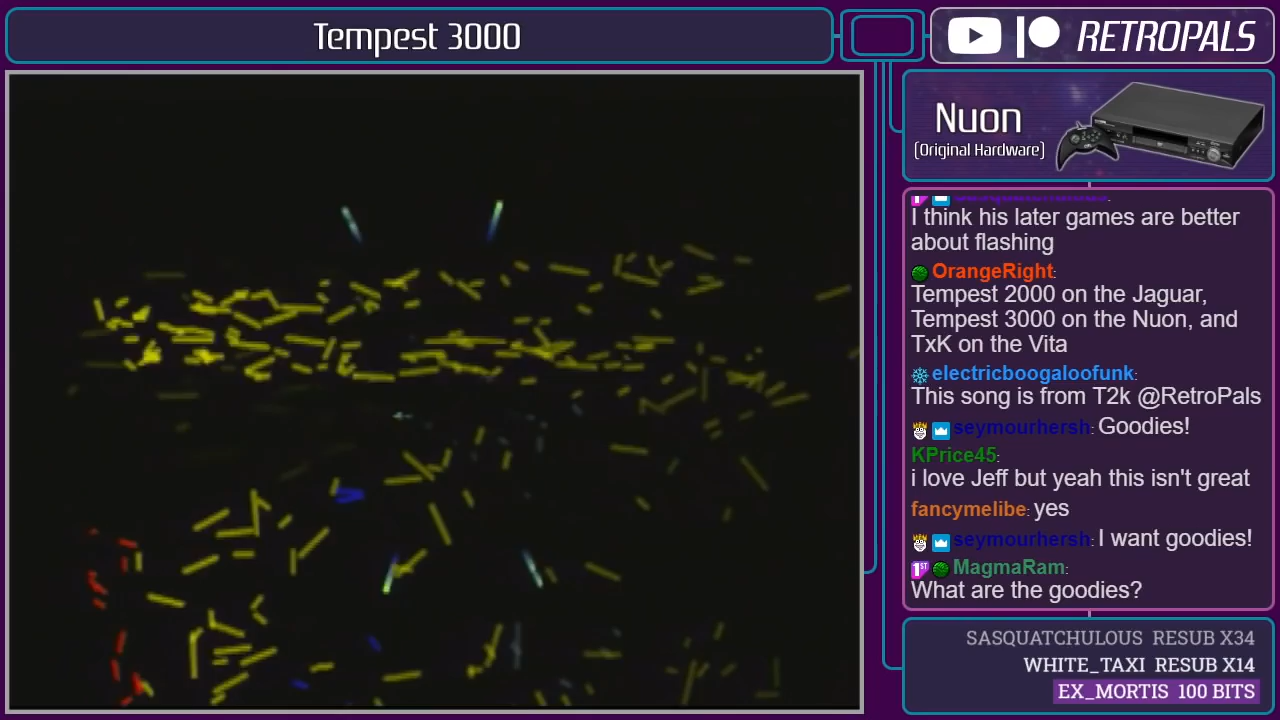 Tempest 3000
RETROPALS
Nuon
(Original Hardware)
I think his later games are better
about flashing
OrangeRight:
Tempest 2000 on the Jaguar,
Tempest 3000 on the Nuon, and
TxK on the Vita
electricboogaloofunk:
This song is from T2k @RetroPals
seymourhersh: Goodies!
KPrice45:
i love Jeff but yeah this isn't great
fancymelibe: yes
seymourhersh: I want goodies!
1ST MagmaRam:
What are the goodies?
SASQUATCHULOUS RESUB X34
WHITE_TAXI RESUB X14
EX_MORTIS 100 BITS